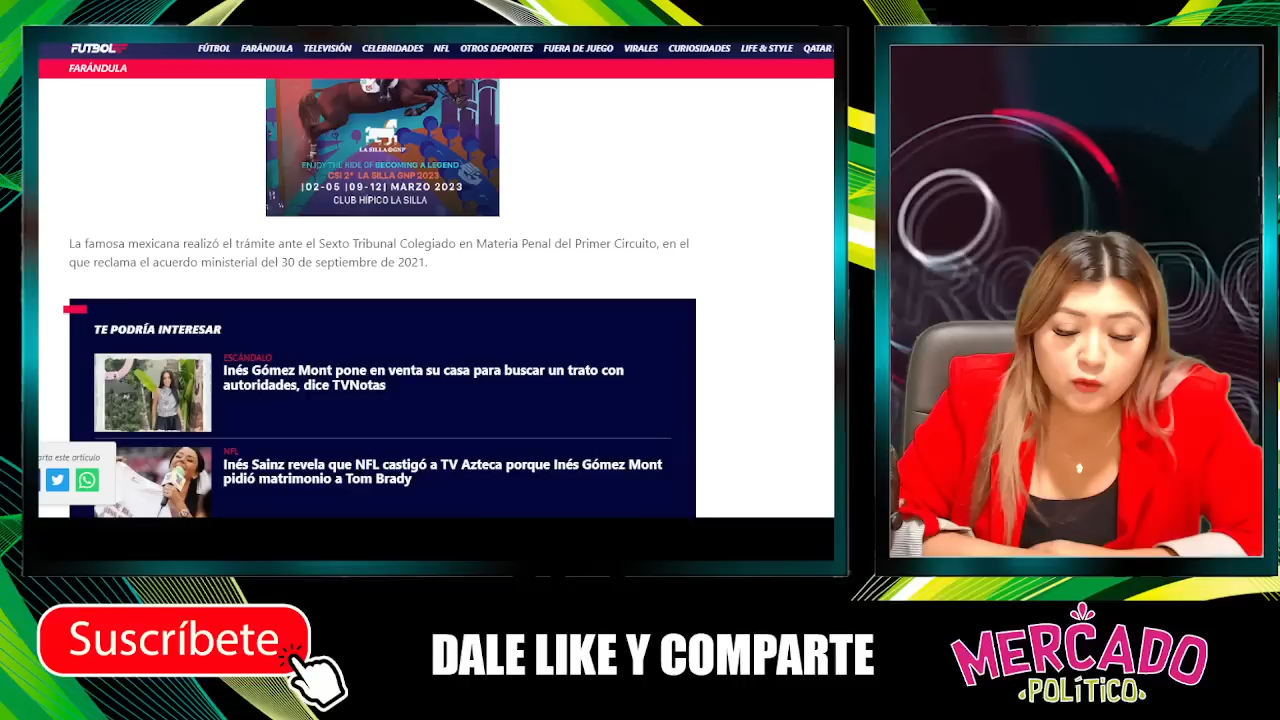 FUTBOL
FÚTBOL FARÁNDULA TELEVISIÓN CELEBRIDADES NFL OTROS DEPORTES FUERA DE JUEGO VIRALES CURIOSIDADES LIFE & STYLE QATAR
FARÁNDULA
LA SILLA GNP
ENJOY THE RIDE OF BECOMING A LEGEND
CSI 2* LA SILLA GNP 2023
|02-05 |09-12| MARZO 2023
CLUB HÍPICO LA SILLA
La famosa mexicana realizó el trámite ante el Sexto Tribunal Colegiado en Materia Penal del Primer Circuito, en el
que reclama el acuerdo ministerial del 30 de septiembre de 2021.
TE PODRÍA INTERESAR
ESCÁNDALO
Inés Gómez Mont pone en venta su casa para buscar un trato con
autoridades, dice TVNotas
NFL
Inés Sainz revela que NFL castigó a TV Azteca porque Inés Gómez Mont
pidió matrimonio a Tom Brady
arta este artículo
Suscríbete
DALE LIKE Y COMPARTE
MERCADO
POLÍTICO